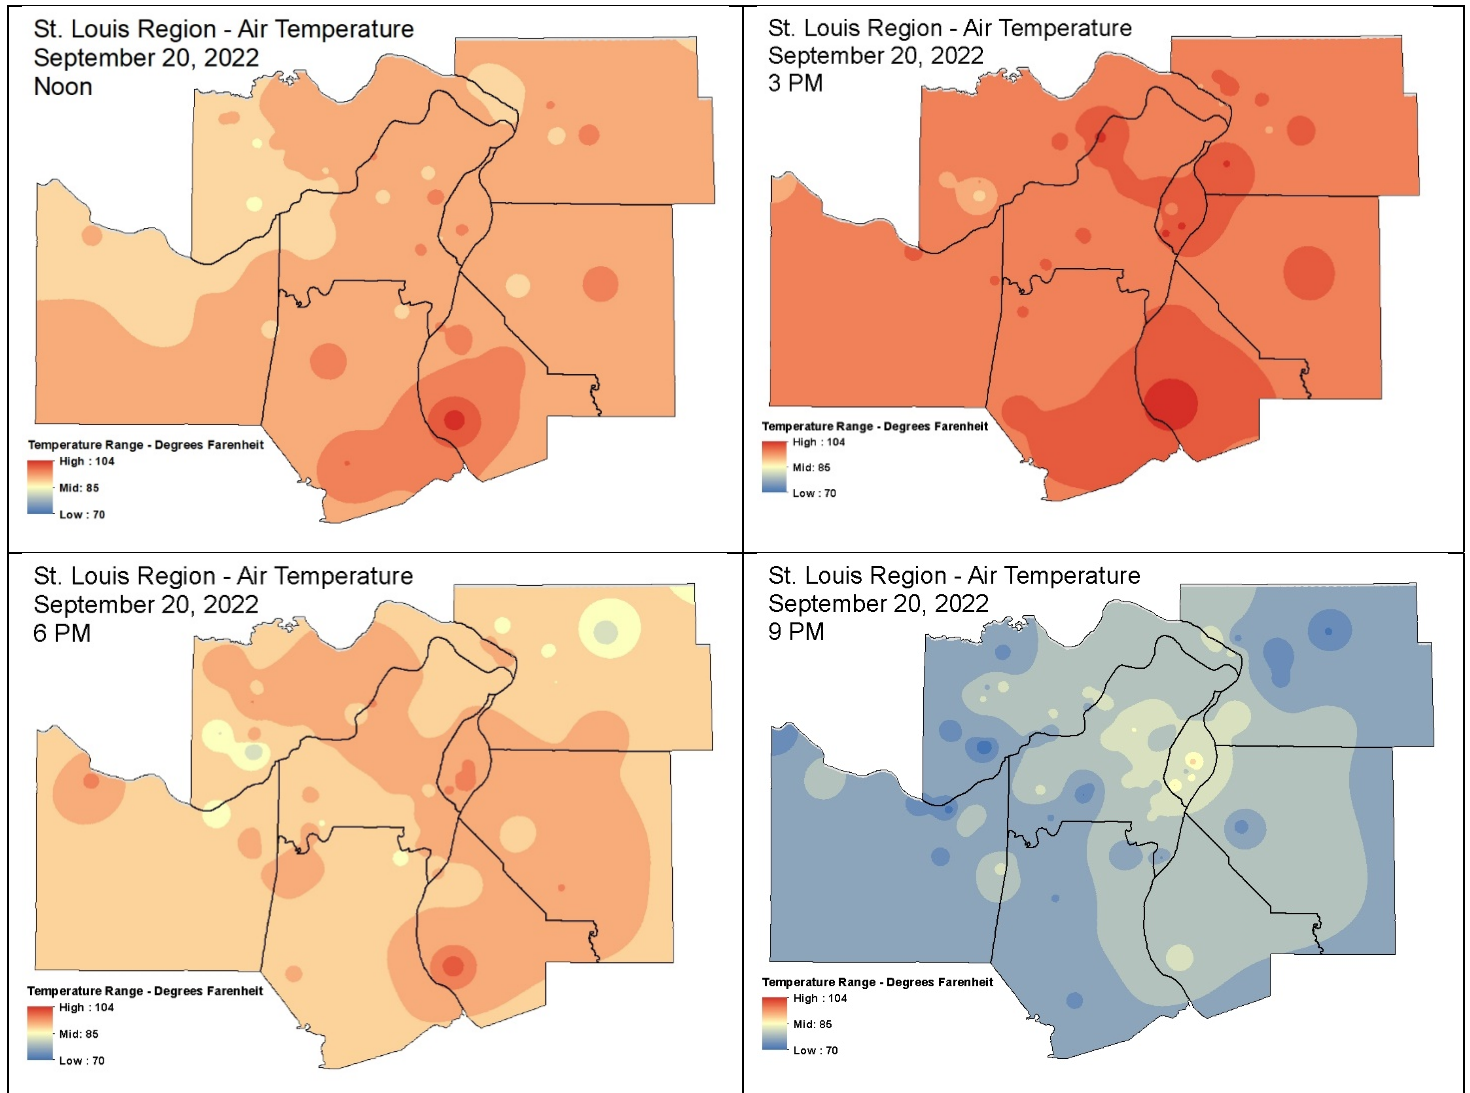 St. Louis Region - Air Temperature
September 20, 2022
Noon
Temperature Range - Degrees Farenheit
High : 104
Mid: 85
Low : 70
St. Louis Region - Air Temperature
September 20, 2022
3 PM
Temperature Range - Degrees Farenheit
High : 104
Mid: 85
Low : 70
St. Louis Region - Air Temperature
September 20, 2022
6 PM
Temperature Range - Degrees Farenheit
High : 104
Mid: 85
Low : 70
St. Louis Region - Air Temperature
September 20, 2022
9 PM
Temperature Range - Degrees Farenheit
High : 104
Mid: 85
Low : 70